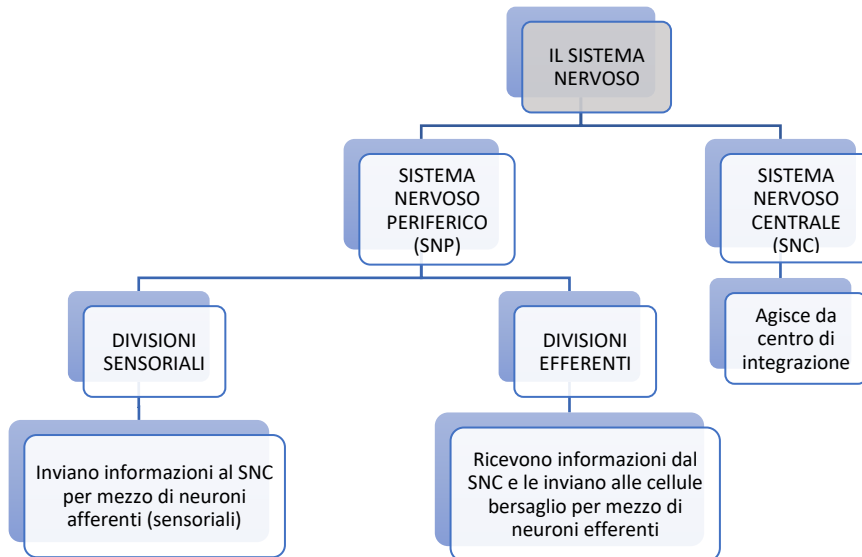 IL SISTEMA
NERVOSO
SISTEMA
NERVOSO
PERIFERICO
(SNP)
SISTEMA
NERVOSO
CENTRALE
(SNC)
DIVISIONI
SENSORIALI
DIVISIONI
EFFERENTI
Agisce da
centro di
integrazione
Inviano informazioni al SNC
per mezzo di neuroni
afferenti (sensoriali)
Ricevono informazioni dal
SNC e le inviano alle cellule
bersaglio per mezzo di
neuroni efferenti